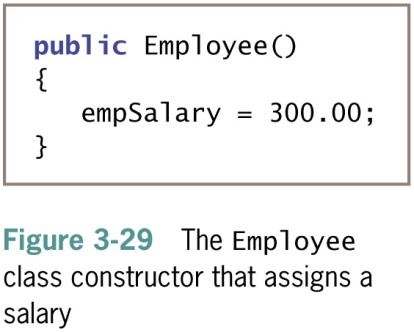 public Employee()
{
empSalary = 300.00;
}
Figure 3-29 The Employee
class constructor that assigns a
salary